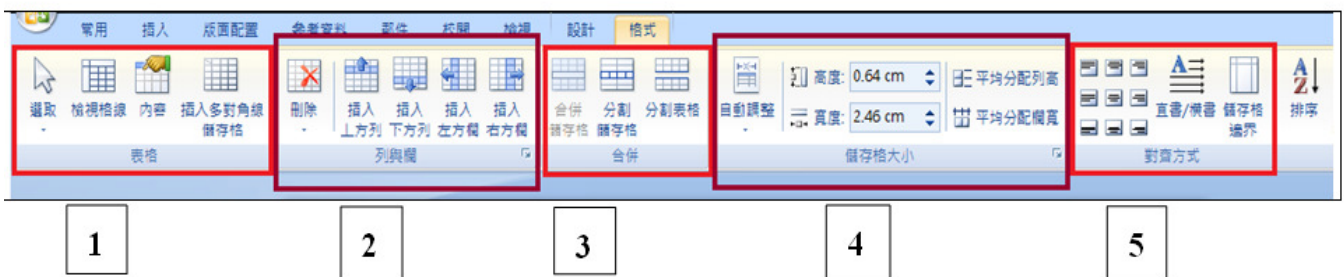 常用 插入 版面配置 參考資料 郵件 校閱 檢視 設計 格式
選取 檢視格線 內容 插入多對角線 儲存格
刪除 插入 上方列 插入 下方列 插入 左方欄 插入 右方欄
合併 儲存格 分割 儲存格 分割表格
自動調整 高度: 0.64 cm 平均分配列高
寬度: 2.46 cm 平均分配欄寬
直書/橫書 儲存格 邊界
排序
表格 列與欄 合併 儲存格大小 對齊方式
1 2 3 4 5